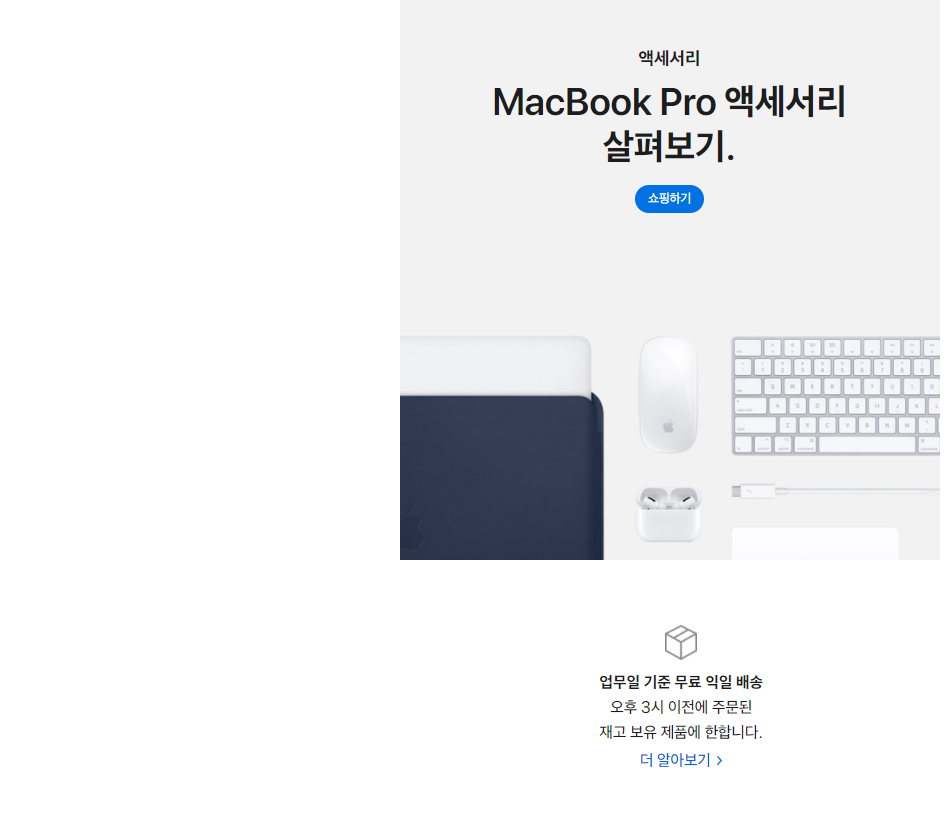 액세서리
MacBook Pro 액세서리
살펴보기.
쇼핑하기
업무일 기준 무료 익일 배송
오후 3시 이전에 주문된
재고 보유 제품에 한합니다.
더 알아보기 >